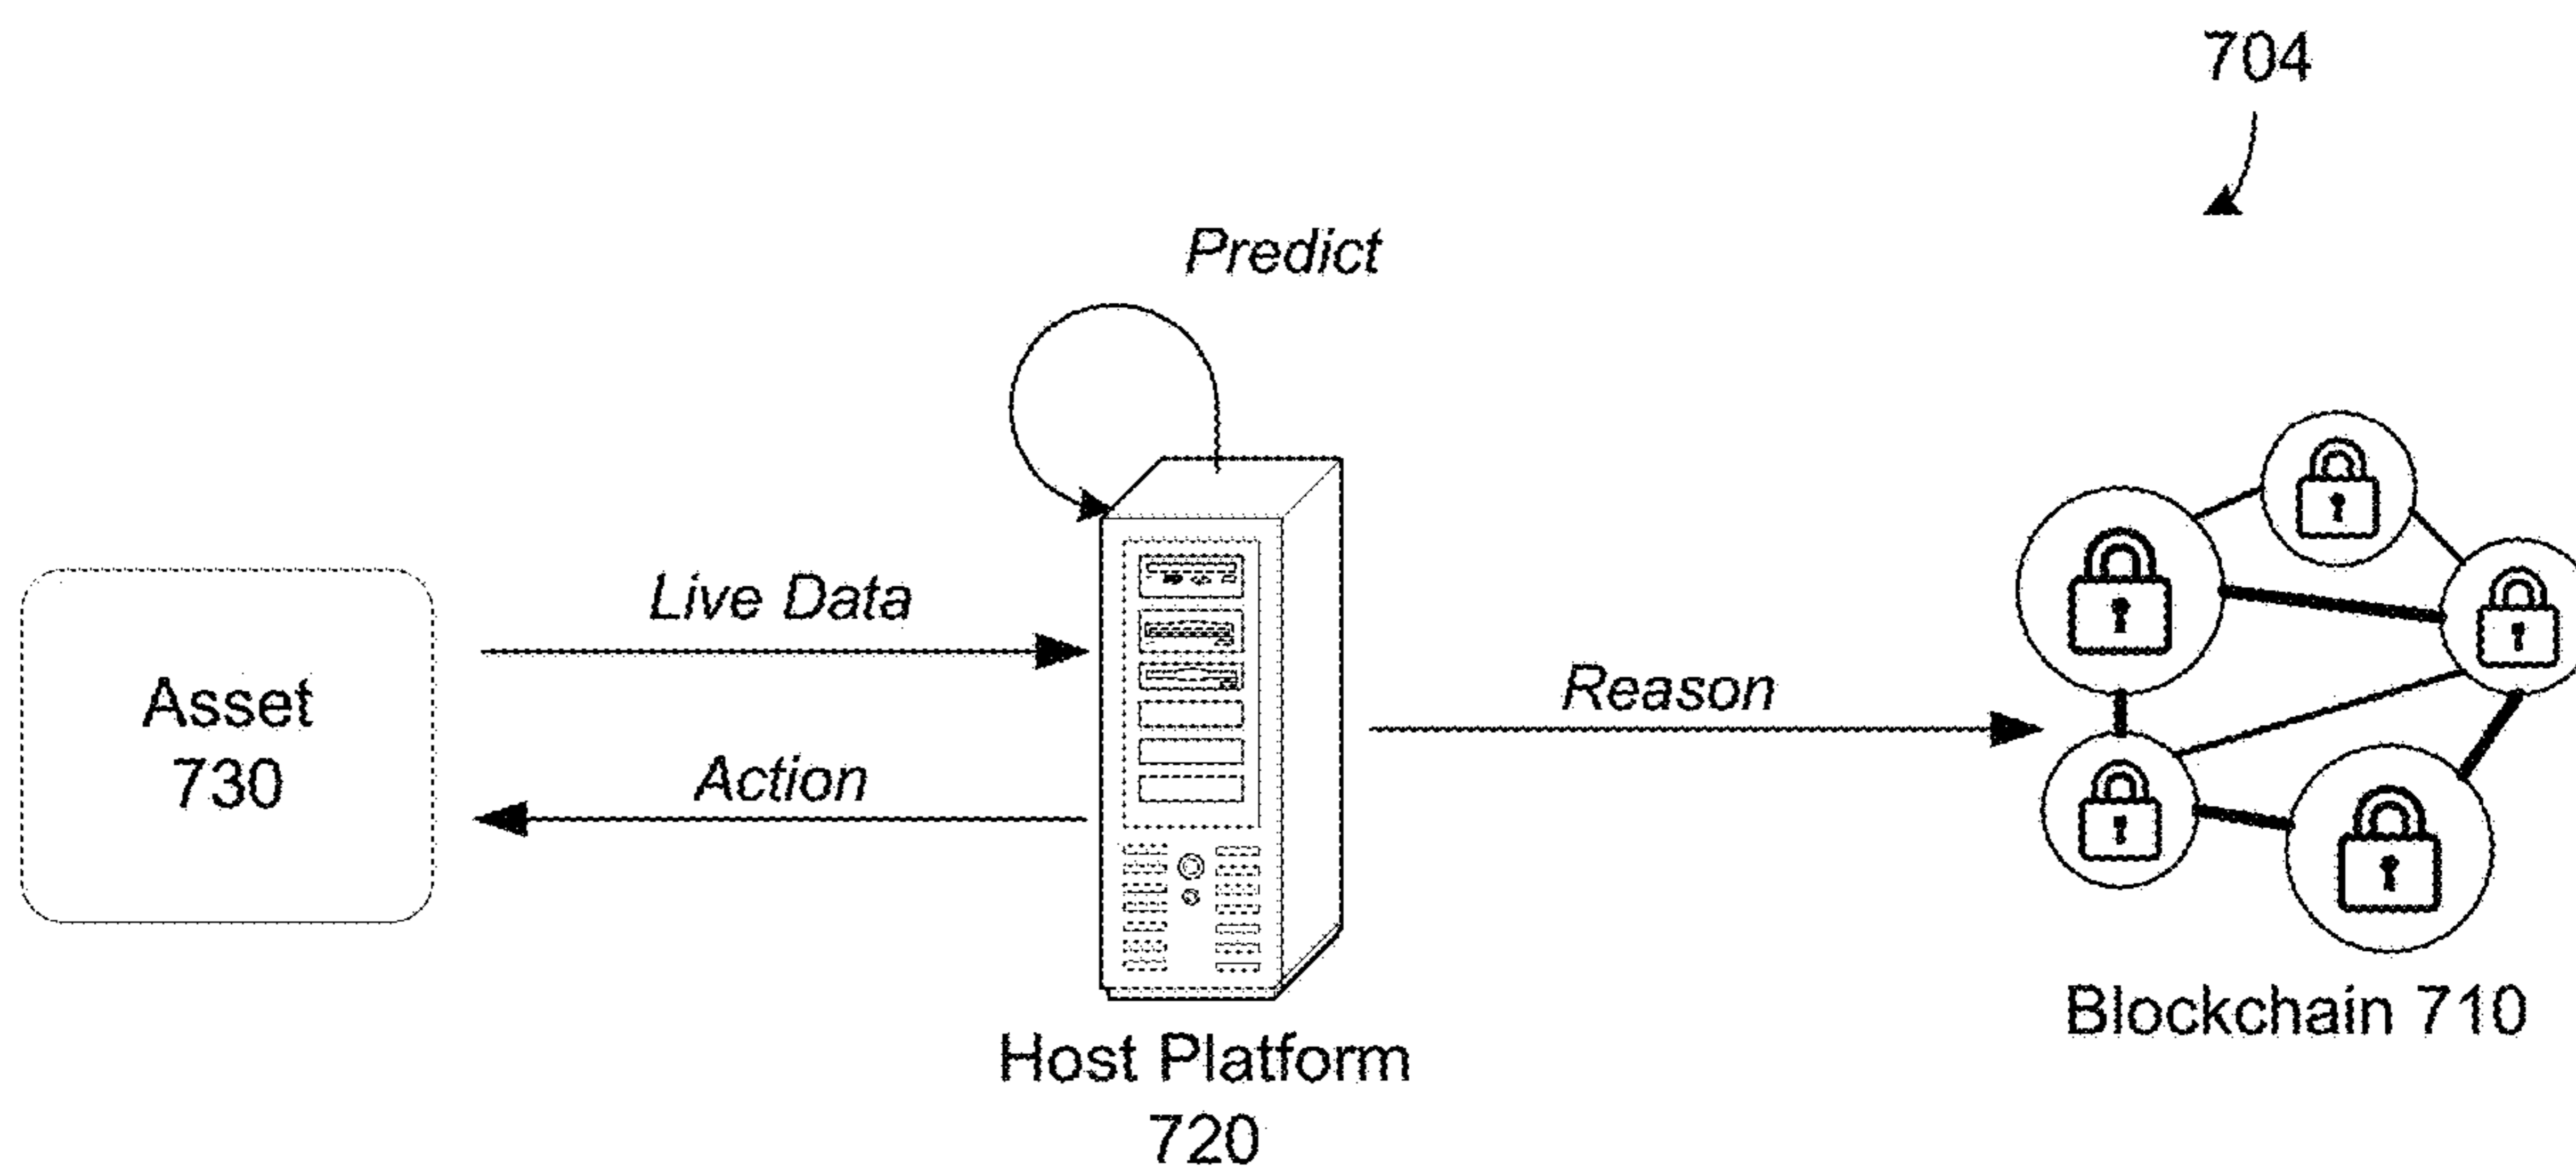 704
Predict
Live Data
Asset
730
Action
Reason
Host Platform
720
Blockchain 710